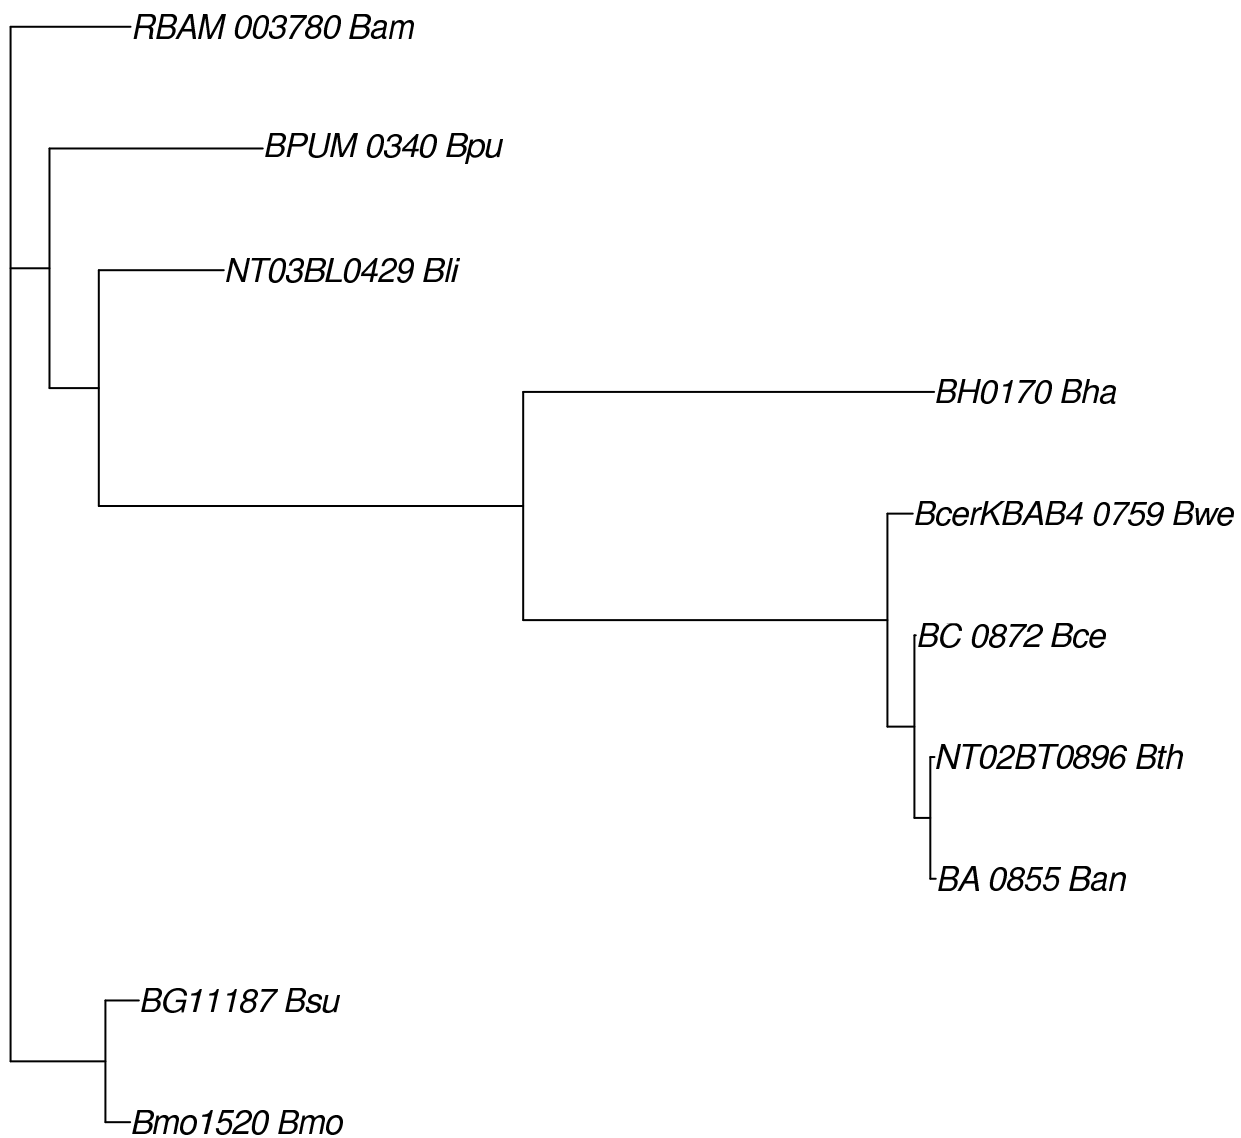 RBAM 003780 Bam
BPUM 0340 Bpu
NT03BL0429 Bli
BH0170 Bha
BcerKBAB4 0759 Bwe
BC 0872 Bce
NT02BT0896 Bth
BA 0855 Ban
BG11187 Bsu
Bmo1520 Bmo